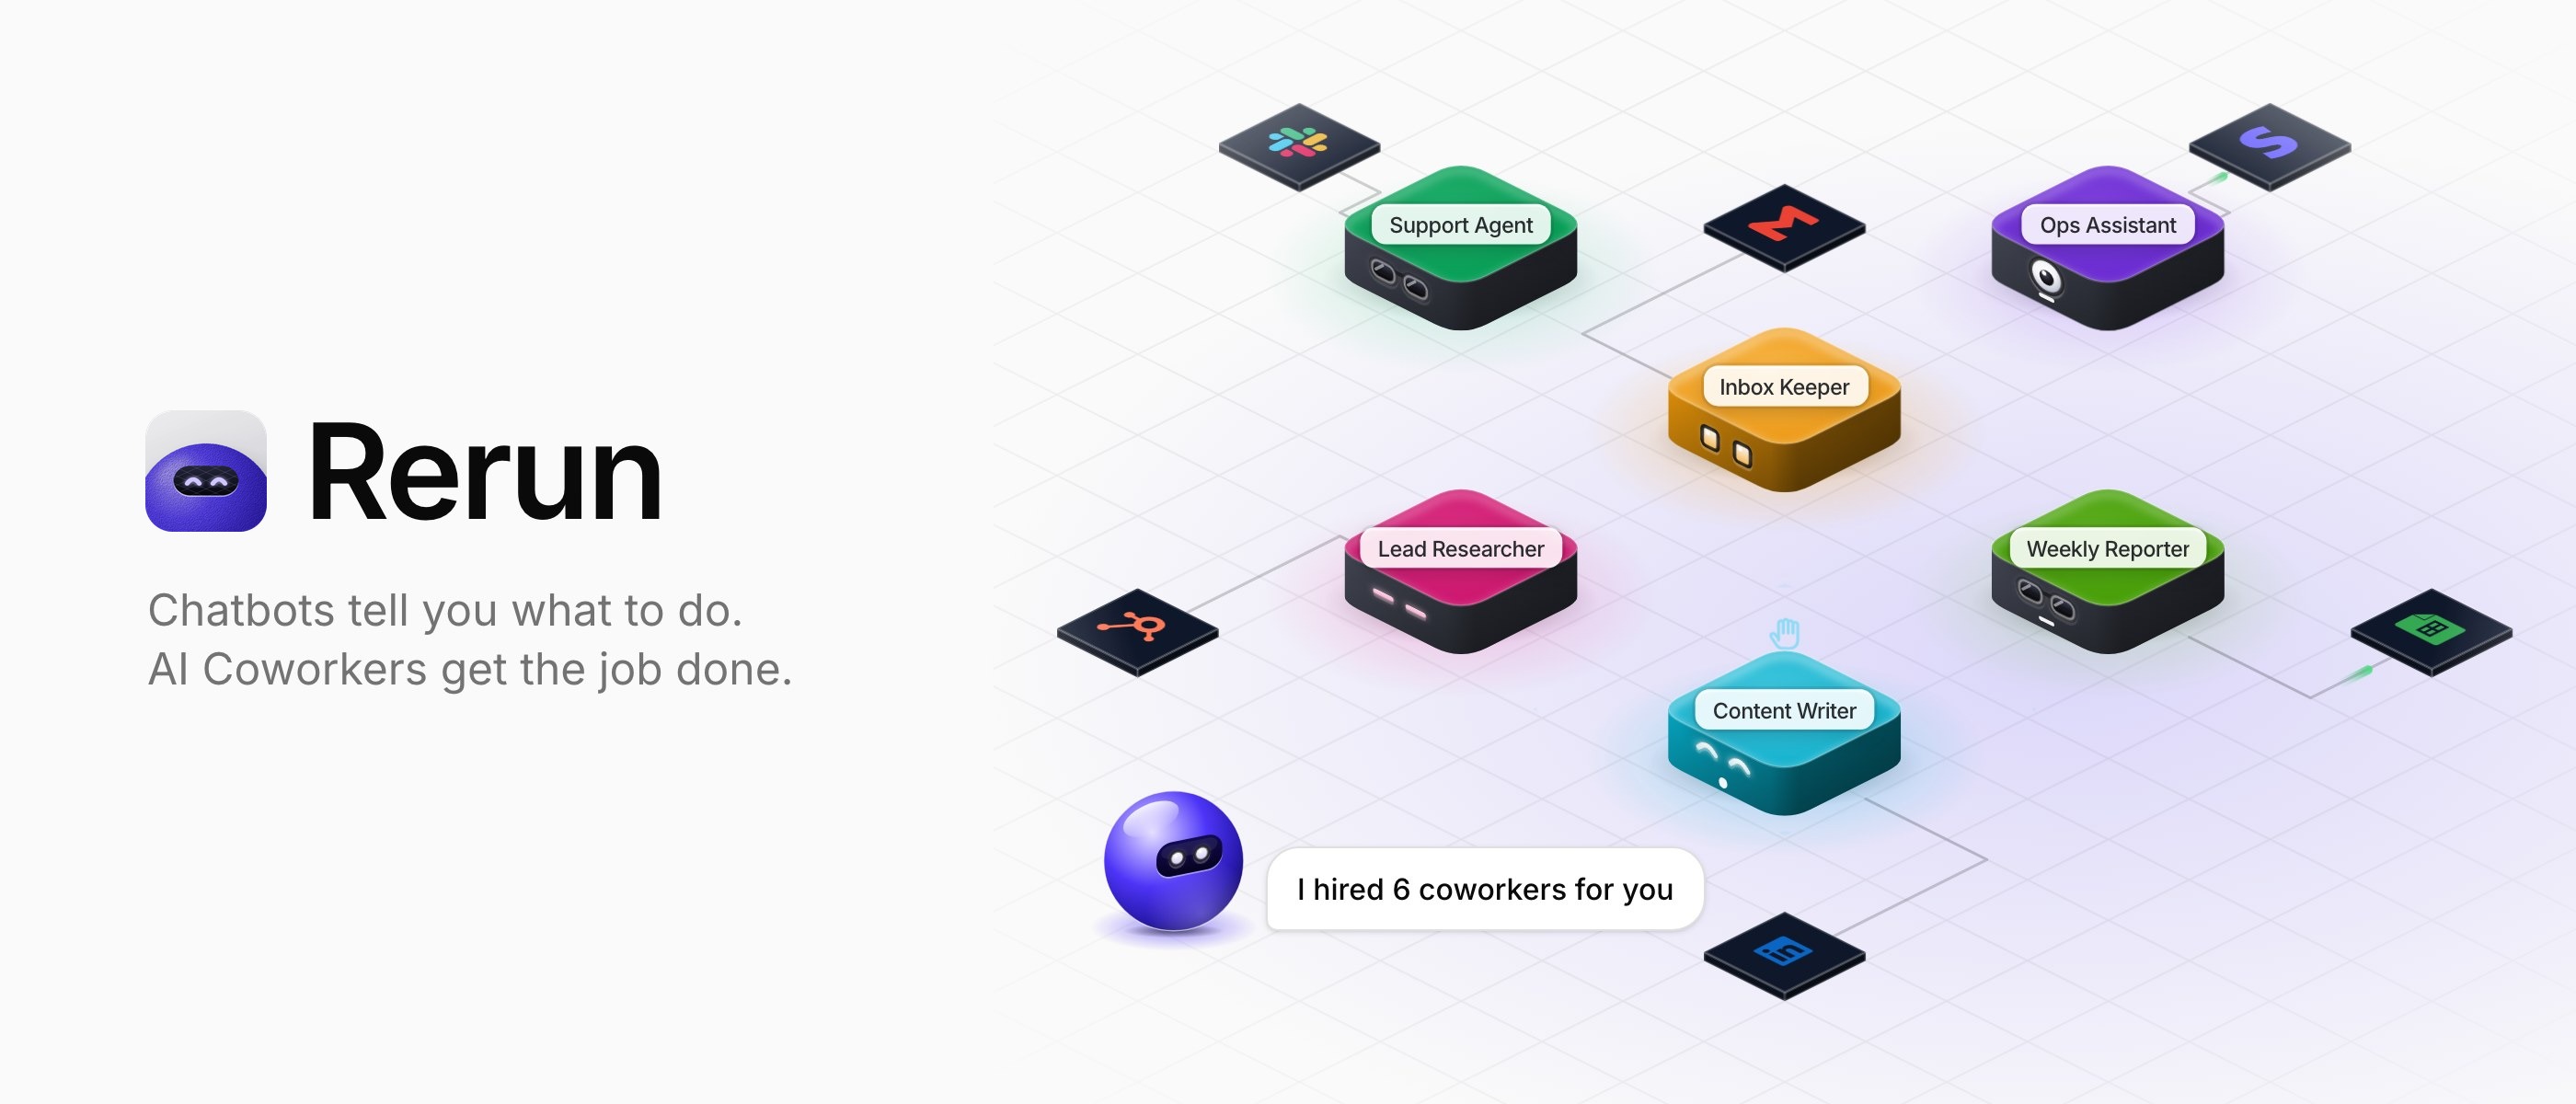 Rerun
Chatbots tell you what to do.
AI Coworkers get the job done.
Support Agent
Ops Assistant
Inbox Keeper
Lead Researcher
Weekly Reporter
Content Writer
I hired 6 coworkers for you
in